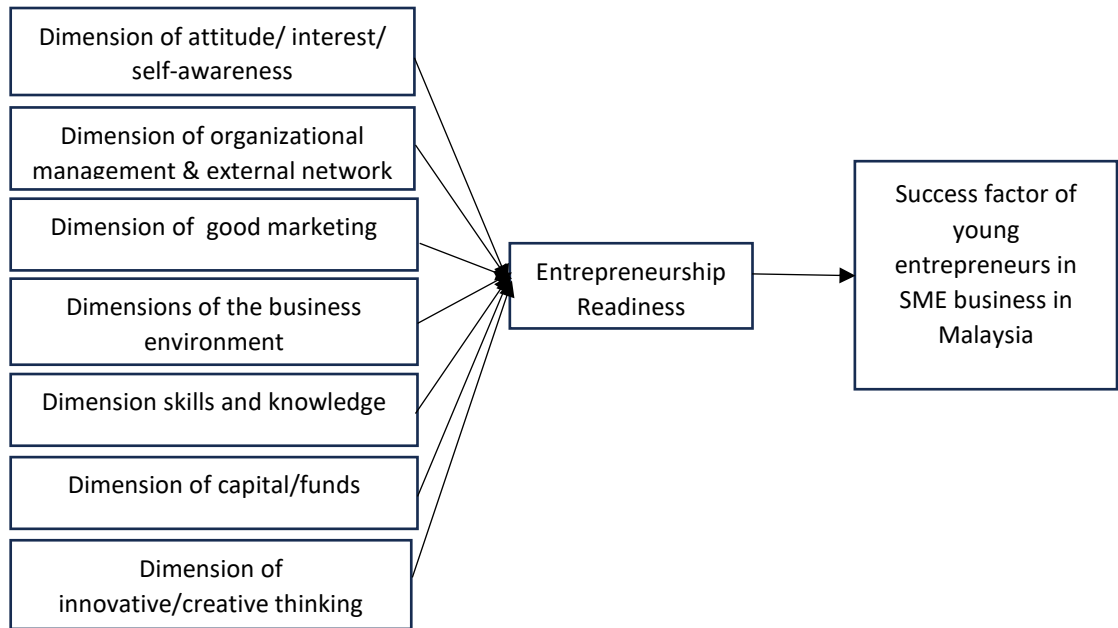 Dimension of attitude/ interest/
self-awareness
Dimension of organizational
management & external network
Dimension of good marketing
Dimensions of the business
environment
Dimension skills and knowledge
Dimension of capital/funds
Dimension of
innovative/creative thinking
Entrepreneurship
Readiness
Success factor of
young
entrepreneurs in
SME business in
Malaysia